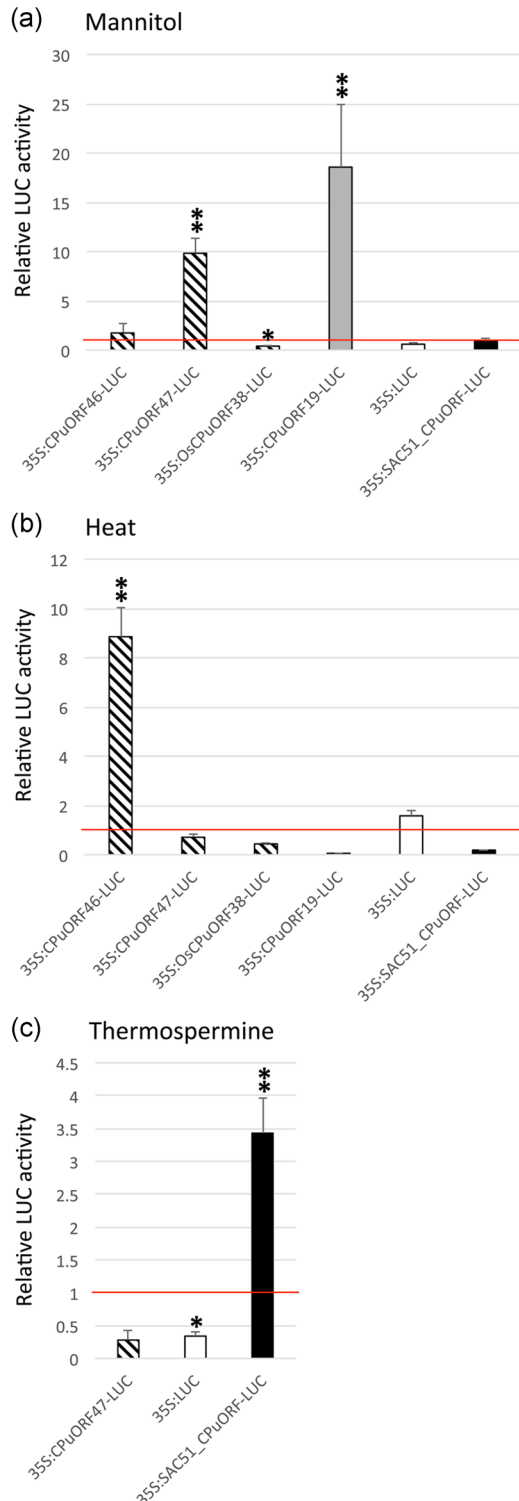 (a) Mannitol
Relative LUC activity
30
25
20
15
10
5
0
**
*
**
35S:CPuORF46-LUC
35S:CPuORF47-LUC
35S:OsCPuORF38-LUC
35S:CPuORF19-LUC
35S:LUC
35S:SAC51_CPuORF-LUC
(b) Heat
Relative LUC activity
12
10
8
6
4
2
0
**
35S:CPuORF46-LUC
35S:CPuORF47-LUC
35S:OsCPuORF38-LUC
35S:CPuORF19-LUC
35S:LUC
35S:SAC51_CPuORF-LUC
(c) Thermospermine
Relative LUC activity
4.5
4
3.5
3
2.5
2
1.5
1
0.5
0
*
**
35S:CPuORF47-LUC
35S:LUC
35S:SAC51_CPuORF-LUC